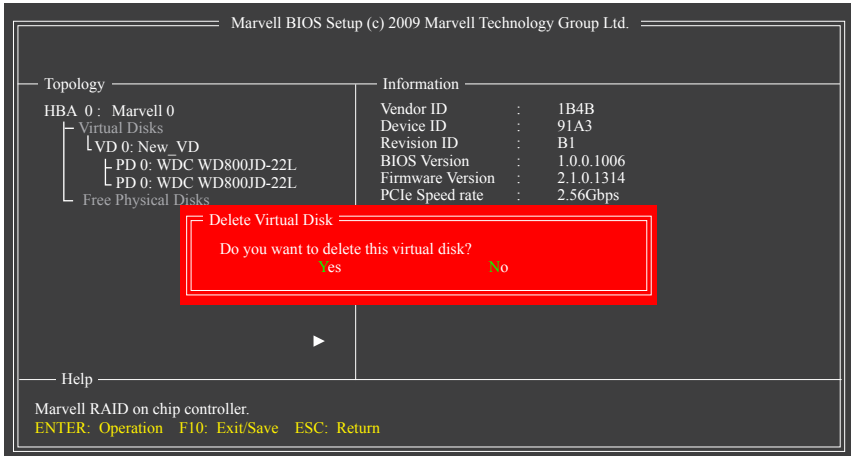 Marvell BIOS Setup (c) 2009 Marvell Technology Group Ltd.
Topology
HBA 0 : Marvell 0
Virtual Disks
VD 0: New_VD
PD 0: WDC WD800JD-22L
PD 0: WDC WD800JD-22L
Free Physical Disks
Information
Vendor ID : 1B4B
Device ID : 91A3
Revision ID : B1
BIOS Version : 1.0.0.1006
Firmware Version : 2.1.0.1314
PCIe Speed rate : 2.56Gbps
Delete Virtual Disk
Do you want to delete this virtual disk?
Yes No
Help
Marvell RAID on chip controller.
ENTER: Operation F10: Exit/Save ESC: Return